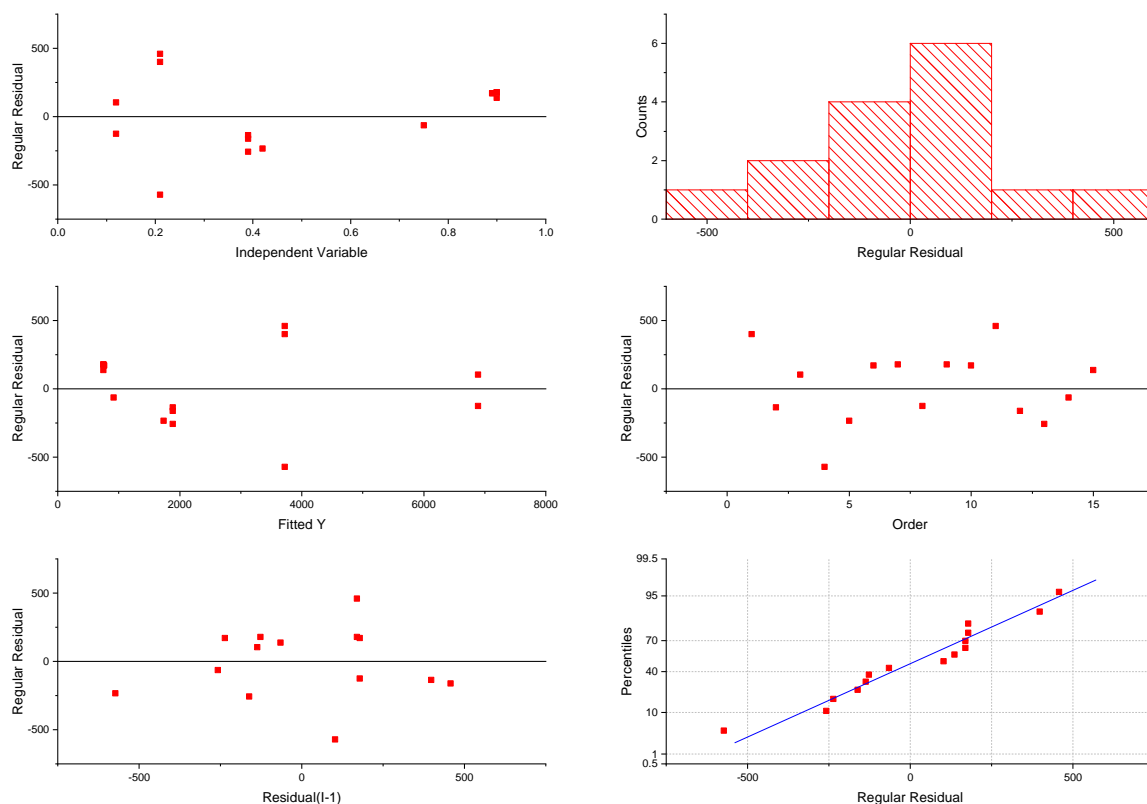 500
0
-500
Regular Residual
0.0 0.2 0.4 0.6 0.8 1.0
Independent Variable
6
4
2
0
Counts
-500 0 500
Regular Residual
500
0
-500
Regular Residual
0 2000 4000 6000 8000
Fitted Y
500
0
-500
Regular Residual
0 5 10 15
Order
500
0
-500
Regular Residual
-500 0 500
Residual(I-1)
99.5
95
70
40
10
1
0.5
Percentiles
-500 0 500
Regular Residual